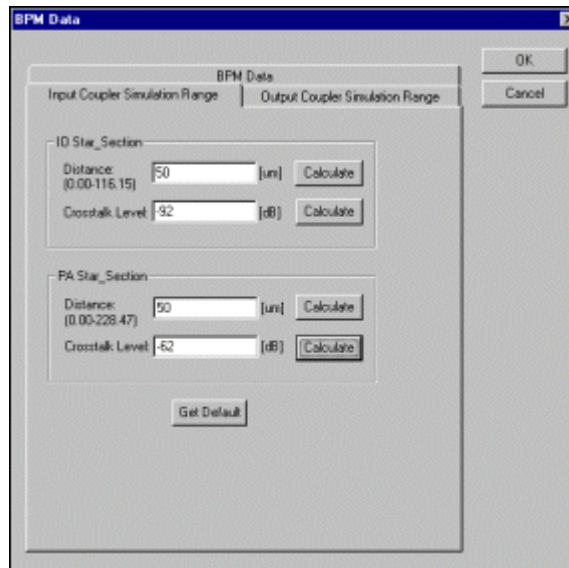 BPM Data
OK
Cancel
BPM Data
Input Coupler Simulation Range
Output Coupler Simulation Range
IO Star_Section
Distance: 50 [um] Calculate
(0.00-116.15)
Crosstalk Level: -92 [dB] Calculate
PA Star_Section
Distance: 50 [um] Calculate
(0.00-228.47)
Crosstalk Level: -62 [dB] Calculate
Get Default